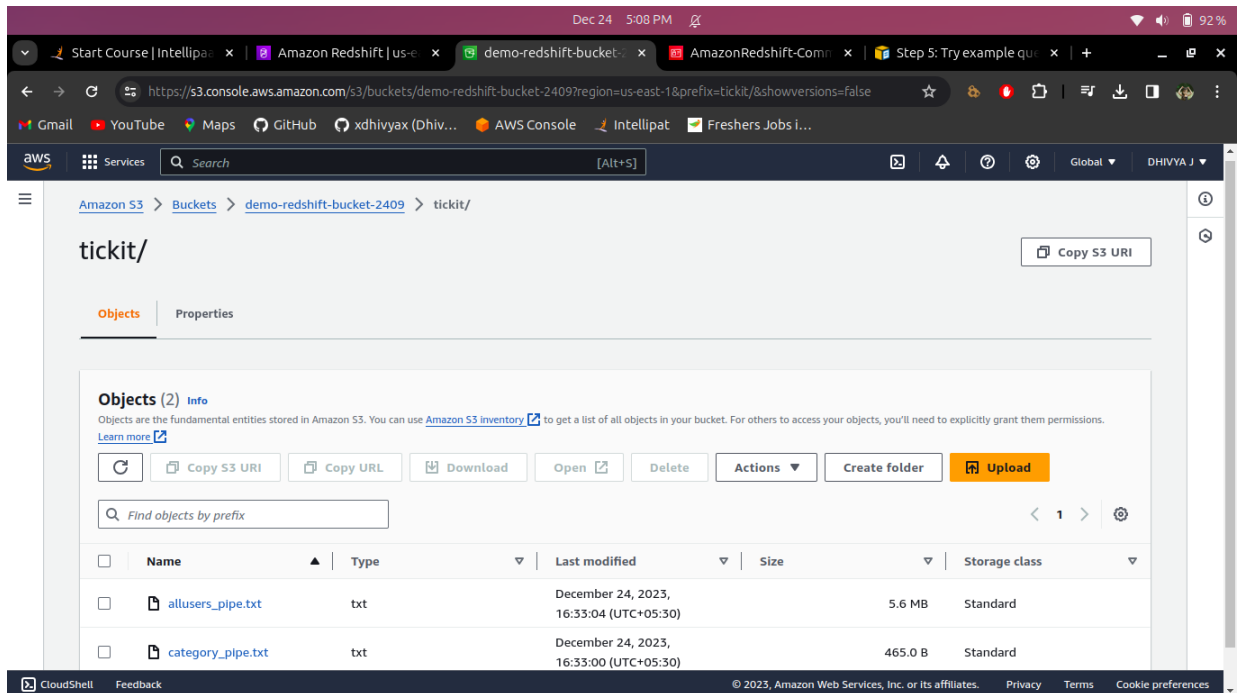 Dec 24 5:08 PM 92%
Start Course | Intellipaa Amazon Redshift | us-e demo-redshift-bucket-2 AmazonRedshift-Comm Step 5: Try example que
https://s3.console.aws.amazon.com/s3/buckets/demo-redshift-bucket-2409?region=us-east-1&prefix=tickit/&showversions=false
Gmail YouTube Maps GitHub xdhivyax (Dhiv... AWS Console Intellipat Freshers Jobs i...
aws Services Search [Alt+S] Global DHIVYA J
Amazon S3 > Buckets > demo-redshift-bucket-2409 > tickit/
tickit/
Copy S3 URI
Objects Properties
Objects (2) Info
Objects are the fundamental entities stored in Amazon S3. You can use Amazon S3 inventory to get a list of all objects in your bucket. For others to access your objects, you'll need to explicitly grant them permissions.
Learn more
Copy S3 URI Copy URL Download Open Delete Actions Create folder Upload
Find objects by prefix < 1 >
Name Type Last modified Size Storage class
allusers_pipe.txt txt December 24, 2023, 5.6 MB Standard
16:33:04 (UTC+05:30)
category_pipe.txt txt December 24, 2023, 465.0 B Standard
16:33:00 (UTC+05:30)
CloudShell Feedback © 2023, Amazon Web Services, Inc. or its affiliates. Privacy Terms Cookie preferences